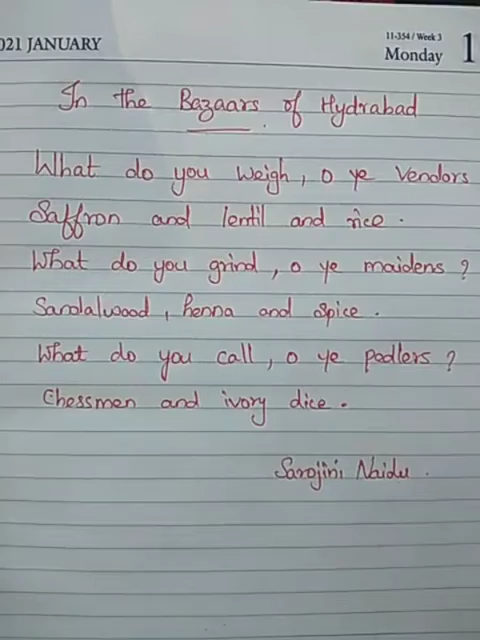 021 JANUARY
11-354 / Week 3
Monday 1
In the Bazaars of Hydrabad
What do you weigh, o ye Vendors
Saffron and lentil and rice.
What do you grind, o ye maidens?
Sandalwood, henna and spice.
What do you call, o ye pedlers?
Chessmen and ivory dice.
Sarojini Naidu.